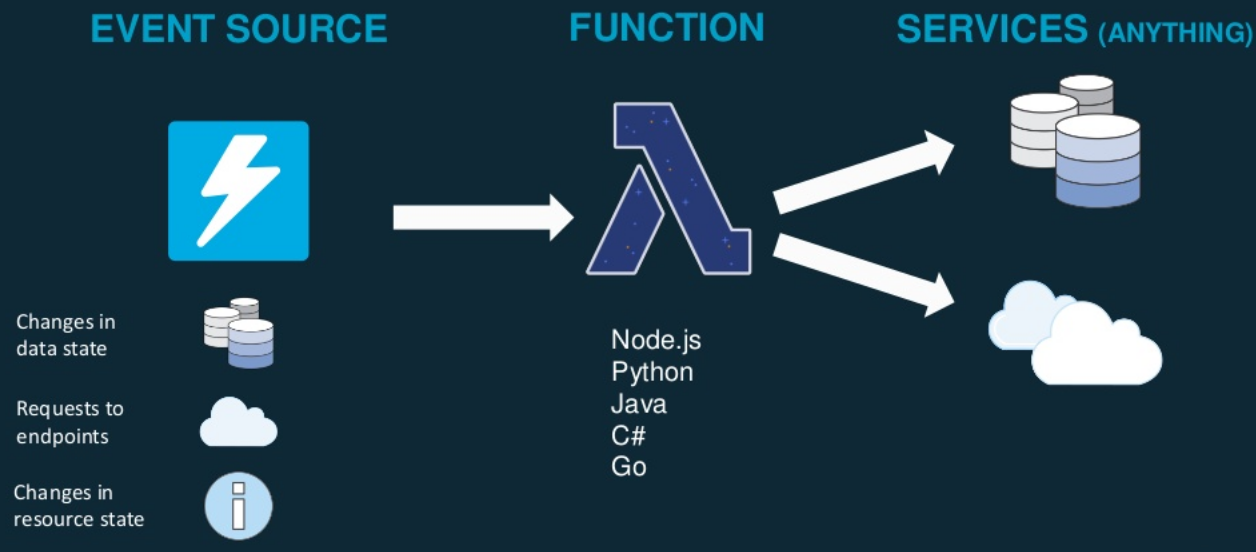 EVENT SOURCE
FUNCTION
SERVICES (ANYTHING)
Changes in
data state
Requests to
endpoints
Changes in
resource state
Node.js
Python
Java
C#
Go